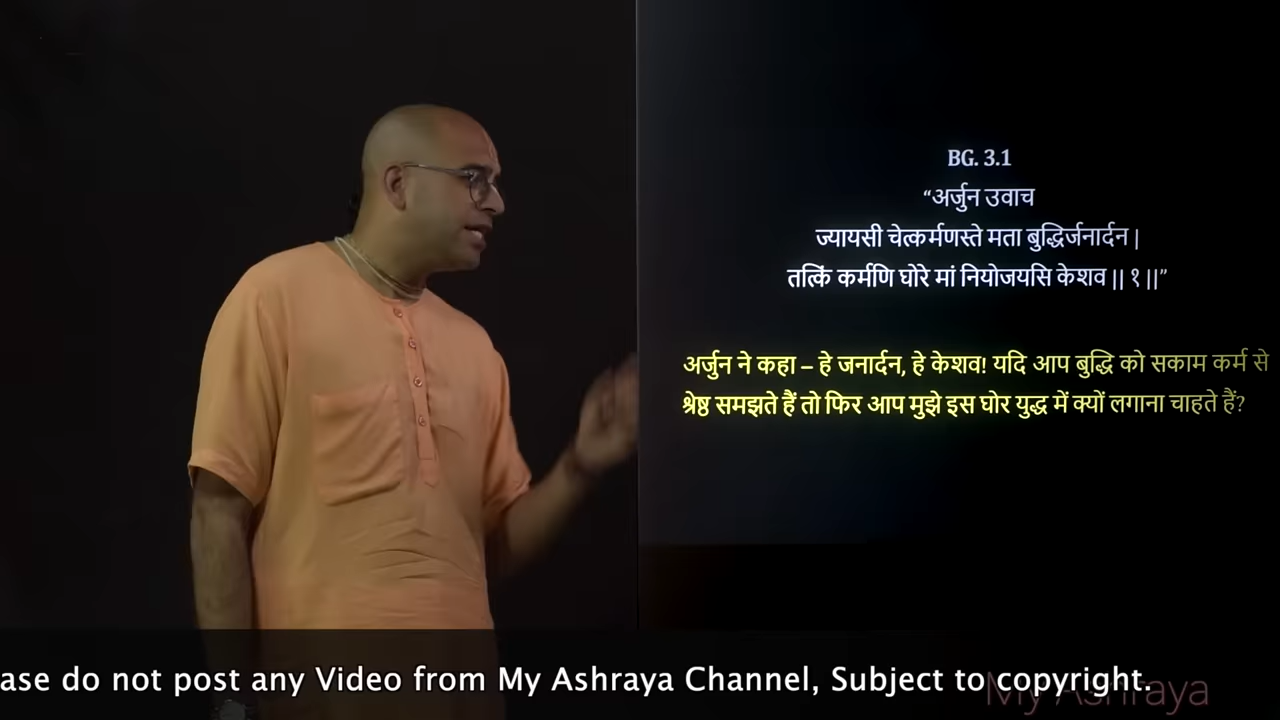 BG. 3.1
“अर्जुन उवाच
ज्यायसी चेत्कर्मणस्ते मता बुद्धिर्जनार्दन |
तत्किं कर्मणि घोरे मां नियोजयसि केशव || १ ||”
अर्जुन ने कहा – हे जनार्दन, हे केशव! यदि आप बुद्धि को सकाम कर्म से
श्रेष्ठ समझते हैं तो फिर आप मुझे इस घोर युद्ध में क्यों लगाना चाहते हैं?
ase do not post any Video from My Ashraya Channel, Subject to copyright.
My Ashraya